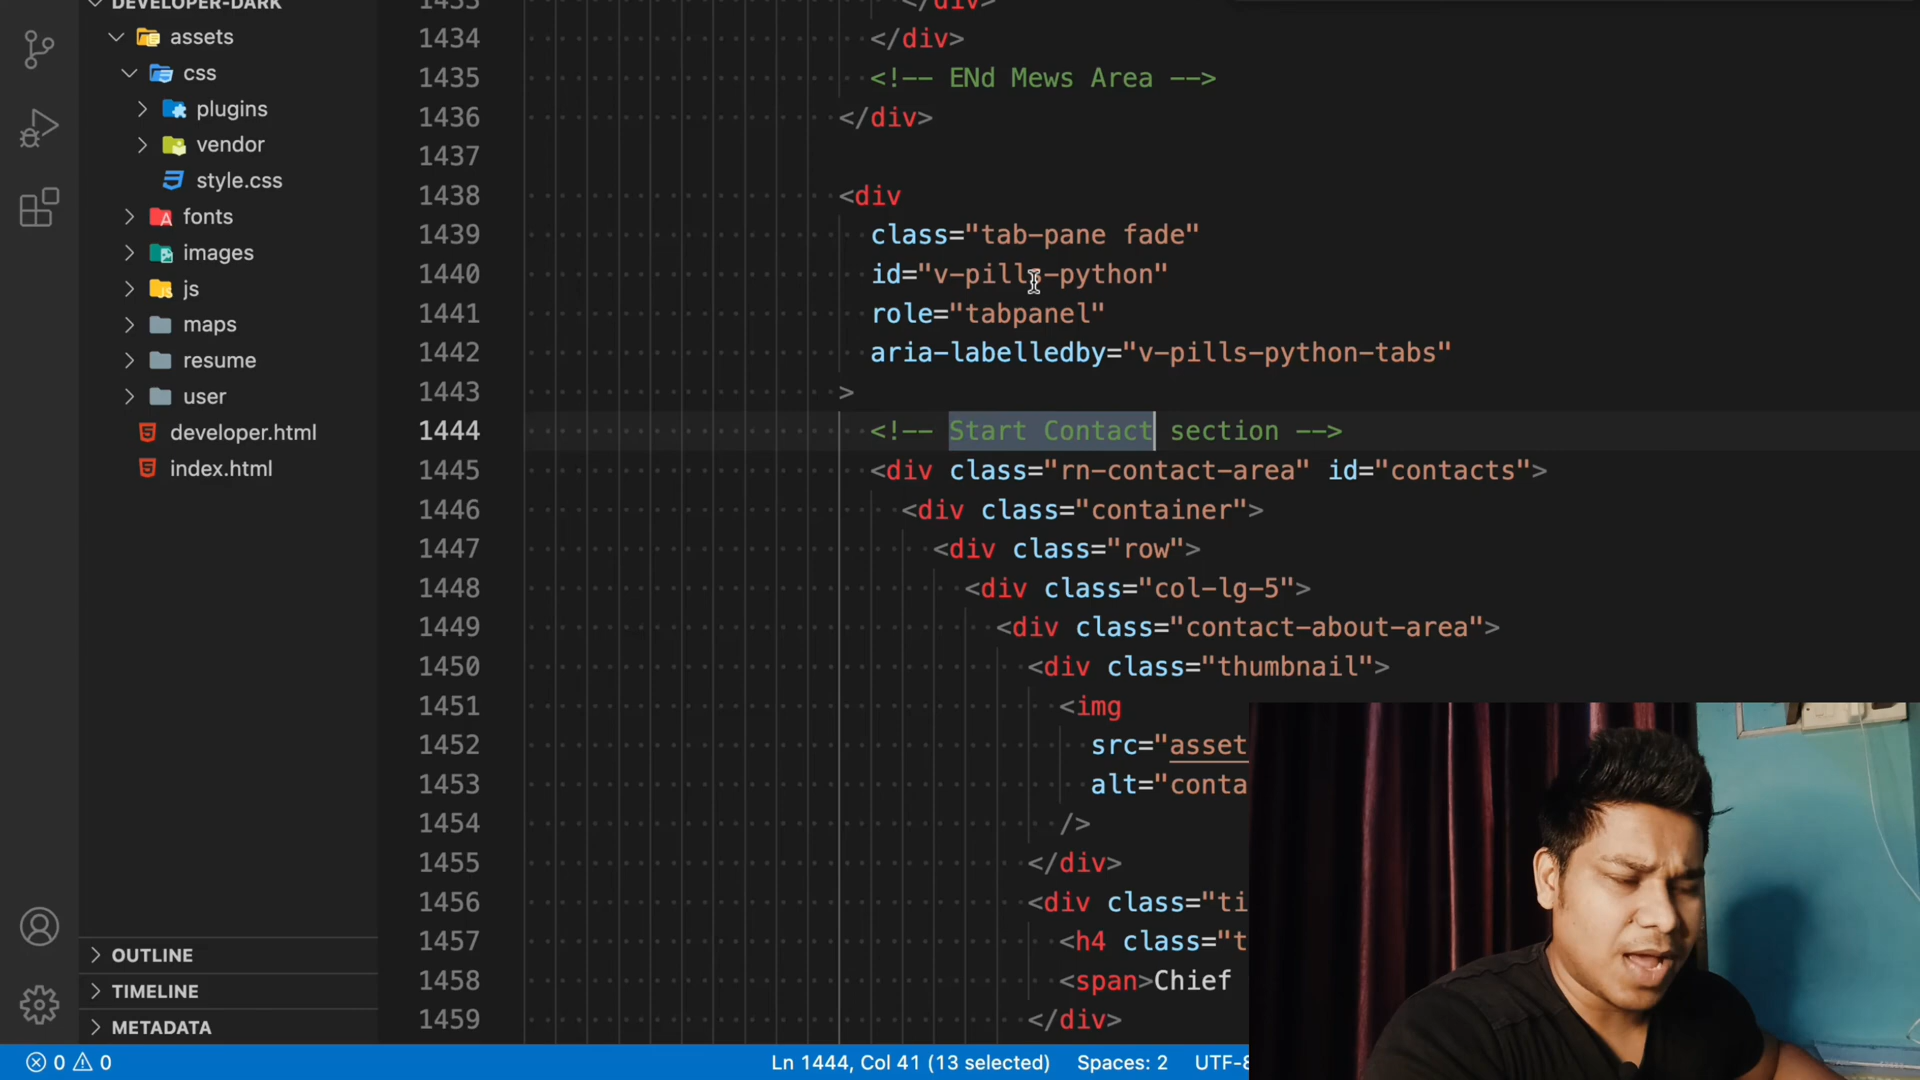 DEVELOPER-DARK
assets
css
plugins
vendor
style.css
fonts
images
js
maps
resume
user
developer.html
index.html
OUTLINE
TIMELINE
METADATA
1433 </div>
1434 </div>
1435 <!-- ENd Mews Area -->
1436 </div>
1437
1438 <div
1439 class="tab-pane fade"
1440 id="v-pills-python"
1441 role="tabpanel"
1442 aria-labelledby="v-pills-python-tabs"
1443 >
1444 <!-- Start Contact section -->
1445 <div class="rn-contact-area" id="contacts">
1446 <div class="container">
1447 <div class="row">
1448 <div class="col-lg-5">
1449 <div class="contact-about-area">
1450 <div class="thumbnail">
1451 <img
1452 src="asset
1453 alt="conta
1454 />
1455 </div>
1456 <div class="ti
1457 <h4 class="t
1458 <span>Chief
1459 </div>
0 0 Ln 1444, Col 41 (13 selected) Spaces: 2 UTF-8